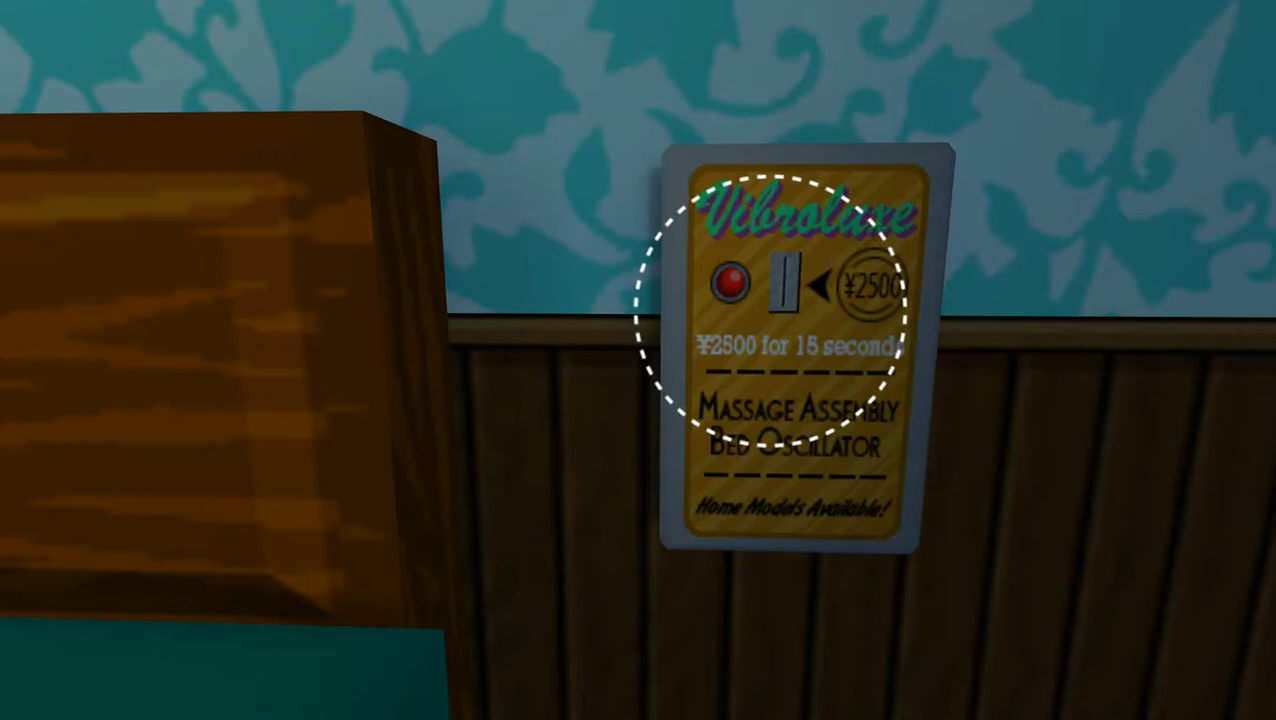 Vibroluxe
¥2500
¥2500 for 15 seconds
MASSAGE ASSEMBLY
BED OSCILLATOR
Home Models Available!